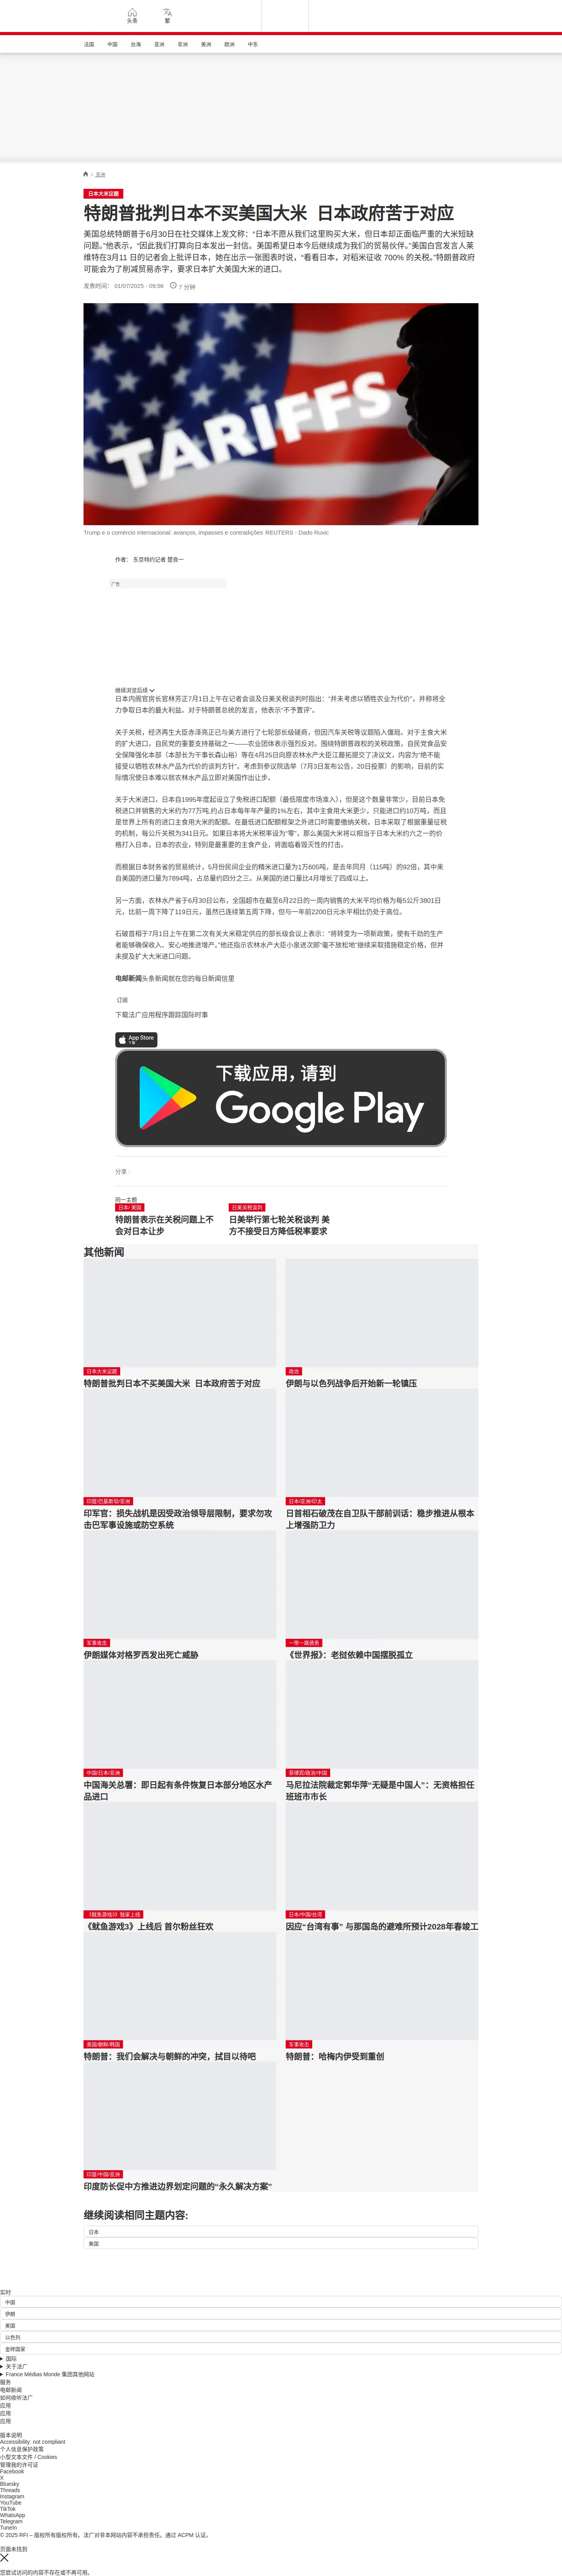 头条
繁
法国 中国 台海 亚洲 非洲 美洲 欧洲 中东
/ 亚洲
日本大米议题
特朗普批判日本不买美国大米 日本政府苦于对应
美国总统特朗普于6月30日在社交媒体上发文称：“日本不愿从我们这里购买大米，但日本却正面临严重的大米短缺
问题。”他表示，“因此我们打算向日本发出一封信。美国希望日本今后继续成为我们的贸易伙伴。”美国白宫发言人莱
维特在3月11 日的记者会上批评日本，她在出示一张图表时说，“看看日本，对稻米征收 700% 的关税。”特朗普政府
可能会为了削减贸易赤字，要求日本扩大美国大米的进口。
发表时间： 01/07/2025 - 09:56 7 分钟
TARIFFS
Trump e o comércio internacional: avanços, impasses e contradições REUTERS - Dado Ruvic
作者： 东京特约记者 楚良一
广告
继续浏览后续
日本内阁官房长官林芳正7月1日上午在记者会谈及日美关税谈判时指出：“并未考虑以牺牲农业为代价”，并称将全
力争取日本的最大利益。对于特朗普总统的发言，他表示“不予置评”。
关于关税，经济再生大臣赤泽亮正已与美方进行了七轮部长级磋商，但因汽车关税等议题陷入僵局。对于主食大米
的扩大进口，自民党的重要支持基础之一——农业团体表示强烈反对。围绕特朗普政权的关税政策，自民党食品安
全保障强化本部（本部长为干事长森山裕）等在4月25日向原农林水产大臣江藤拓提交了决议文，内容为“绝不能
接受以牺牲农林水产品为代价的谈判方针”。考虑到参议院选举（7月3日发布公告，20日投票）的影响，目前的实
际情况使日本难以就农林水产品立即对美国作出让步。
关于大米进口，日本自1995年度起设立了免税进口配额（最低限度市场准入），但是这个数量非常少，目前日本免
税进口并销售的大米约为77万吨,约占日本每年年产量的1%左右，其中主食用大米更少，只议进口约10万吨，而且
是世界上所有的进口主食用大米的配额。在最低进口配额框架之外进口时需要缴纳关税，日本采取了根据重量征税
的机制，每公斤关税为341日元。如果日本将大米税率设为“零”，那么美国大米将以相当于日本大米约六之一的价
格打入日本，日本的农业，特别是最重要的主食产业，将面临着毁灭性的打击。
而根据日本财务省的贸易统计，5月份民间企业的精米进口量为1万605吨，是去年同月（115吨）的92倍，其中来
自美国的进口量为7894吨，占总量约四分之三。从美国的进口量比4月增长了四成以上。
另一方面，农林水产省于6月30日公布，全国超市在截至6月22日的一周内销售的大米平均价格为每5公斤3801日
元，比前一周下降了119日元，虽然已连续第五周下降，但与一年前2200日元水平相比仍处于高位。
石破首相于7月1日上午在第二次有关大米稳定供应的部长级会议上表示：“将转变为一项新政策，使有干劲的生产
者能够确保收入、安心地推进增产。”他还指示农林水产大臣小泉进次郎“毫不放松地”继续采取措施稳定价格，但并
未提及扩大大米进口问题。
电邮新闻头条新闻就在您的每日新闻信里
订阅
下载法广应用程序跟踪国际时事
App Store
下载
下载应用，请到
Google Play
分享 :
同一主题
日本/ 美国
特朗普表示在关税问题上不
会对日本让步
日美关税谈判
日美举行第七轮关税谈判 美
方不接受日方降低税率要求
其他新闻
日本大米议题
特朗普批判日本不买美国大米 日本政府苦于对应
政治
伊朗与以色列战争后开始新一轮镇压
印度/巴基斯坦/亚洲
印军官：损失战机是因受政治领导层限制，要求勿攻
击巴军事设施或防空系统
日本/亚洲/印太
日首相石破茂在自卫队干部前训话：稳步推进从根本
上增强防卫力
军事攻击
伊朗媒体对格罗西发出死亡威胁
一带一路债务
《世界报》：老挝依赖中国摆脱孤立
中国/日本/亚洲
中国海关总署：即日起有条件恢复日本部分地区水产
品进口
菲律宾/政治/中国
马尼拉法院裁定郭华萍“无疑是中国人”：无资格担任
班班市市长
《鱿鱼游戏3》独家上线
《鱿鱼游戏3》上线后 首尔粉丝狂欢
日本/中国/台湾
因应“台湾有事” 与那国岛的避难所预计2028年春竣工
美国/朝鲜/韩国
特朗普：我们会解决与朝鲜的冲突，拭目以待吧
军事攻击
特朗普：哈梅内伊受到重创
印度/中国/亚洲
印度防长促中方推进边界划定问题的“永久解决方案”
继续阅读相同主题内容:
日本
美国
实时
中国
伊朗
美国
以色列
金砖国家
国际
关于法广
France Médias Monde 集团其他网站
服务
电邮新闻
如何收听法广
应用
应用
应用
版本说明
Accessibility: not compliant
个人信息保护政策
小型文本文件 / Cookies
管理我的许可证
Facebook
X
Bluesky
Threads
Instagram
YouTube
TikTok
WhatsApp
Telegram
TuneIn
© 2025 RFI – 版权所有版权所有。法广对非本网站内容不承担责任。通过 ACPM 认证。
页面未找到
您尝试访问的内容不存在或不再可用。